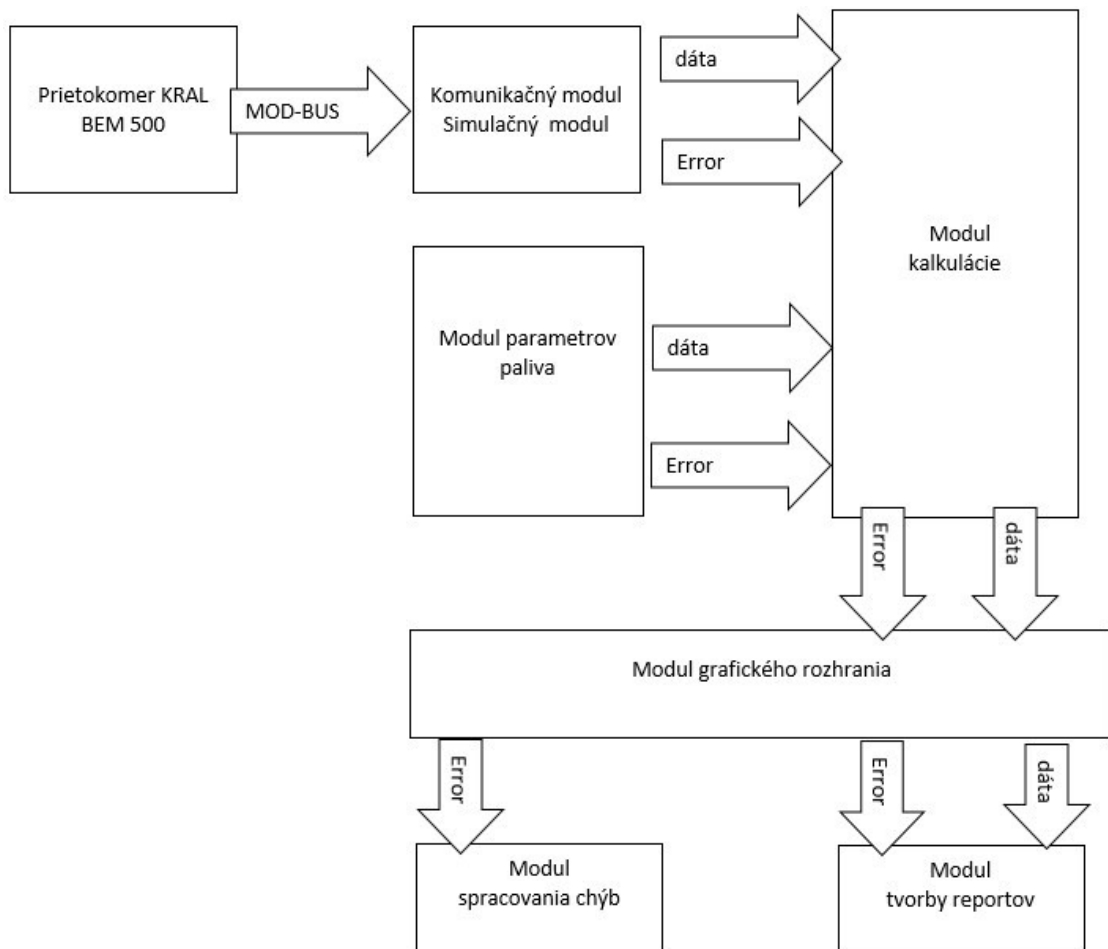 Prietokomer KRAL
BEM 500
MOD-BUS
Komunikačný modul
Simulačný modul
dáta
Error
Modul
kalkulácie
Modul parametrov
paliva
dáta
Error
Error
dáta
Modul grafického rozhrania
Error
Error
dáta
Modul
spracovania chýb
Modul
tvorby reportov